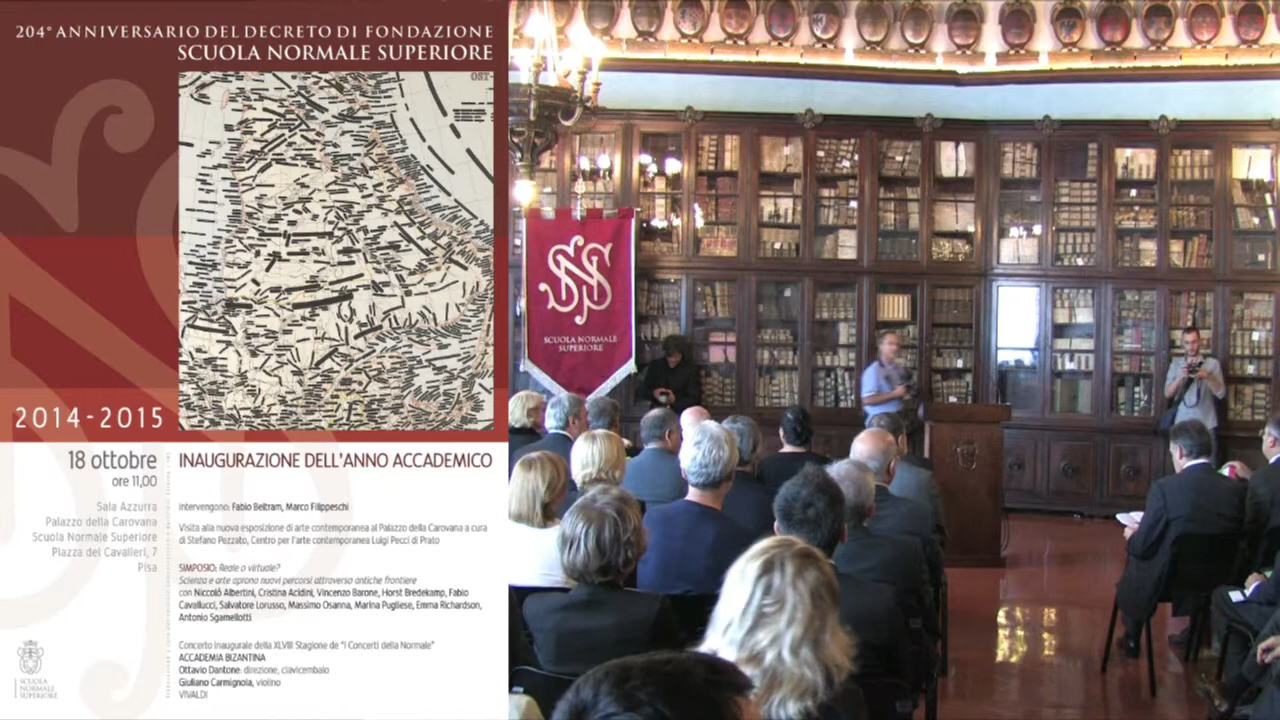 204° ANNIVERSARIO DEL DECRETO DI FONDAZIONE
SCUOLA NORMALE SUPERIORE
OST-
2014-2015
18 ottobre
ore 11,00
Sala Azzurra
Palazzo della Carovana
Scuola Normale Superiore
Piazza dei Cavalieri, 7
Pisa
INAUGURAZIONE DELL'ANNO ACCADEMICO
Intervengono: Fabio Beltram, Marco Filippeschi
Visita alla nuova esposizione di arte contemporanea al Palazzo della Carovana a cura
di Stefano Pezzato, Centro per l'arte contemporanea Luigi Pecci di Prato
SIMPOSIO: Reale o virtuale?
Scienza e arte aprono nuovi percorsi attraverso antiche frontiere
con Niccolò Albertini, Cristina Acidini, Vincenzo Barone, Horst Bredekamp, Fabio
Cavallucci, Salvatore Lorusso, Massimo Osanna, Marina Pugliese, Emma Richardson,
Antonio Sgamellotti
Concerto inaugurale della XLVIII Stagione de "I Concerti della Normale"
ACCADEMIA BIZANTINA
Ottavio Dantone: direzione, clavicembalo
Giuliano Carmignola, violino
VIVALDI
SCUOLA
NORMALE
SUPERIORE
SNS
SCUOLA NORMALE
SUPERIORE